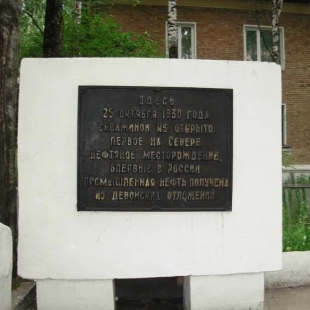 ЗДЕСЬ
25 ОКТЯБРЯ 1930 ГОДА
СКВАЖИНОЙ №5 ОТКРЫТО
ПЕРВОЕ НА СЕВЕРЕ
НЕФТЯНОЕ МЕСТОРОЖДЕНИЕ,
ВПЕРВЫЕ В РОССИИ
ПРОМЫШЛЕННАЯ НЕФТЬ ПОЛУЧЕНА
ИЗ ДЕВОНСКИХ ОТЛОЖЕНИЙ